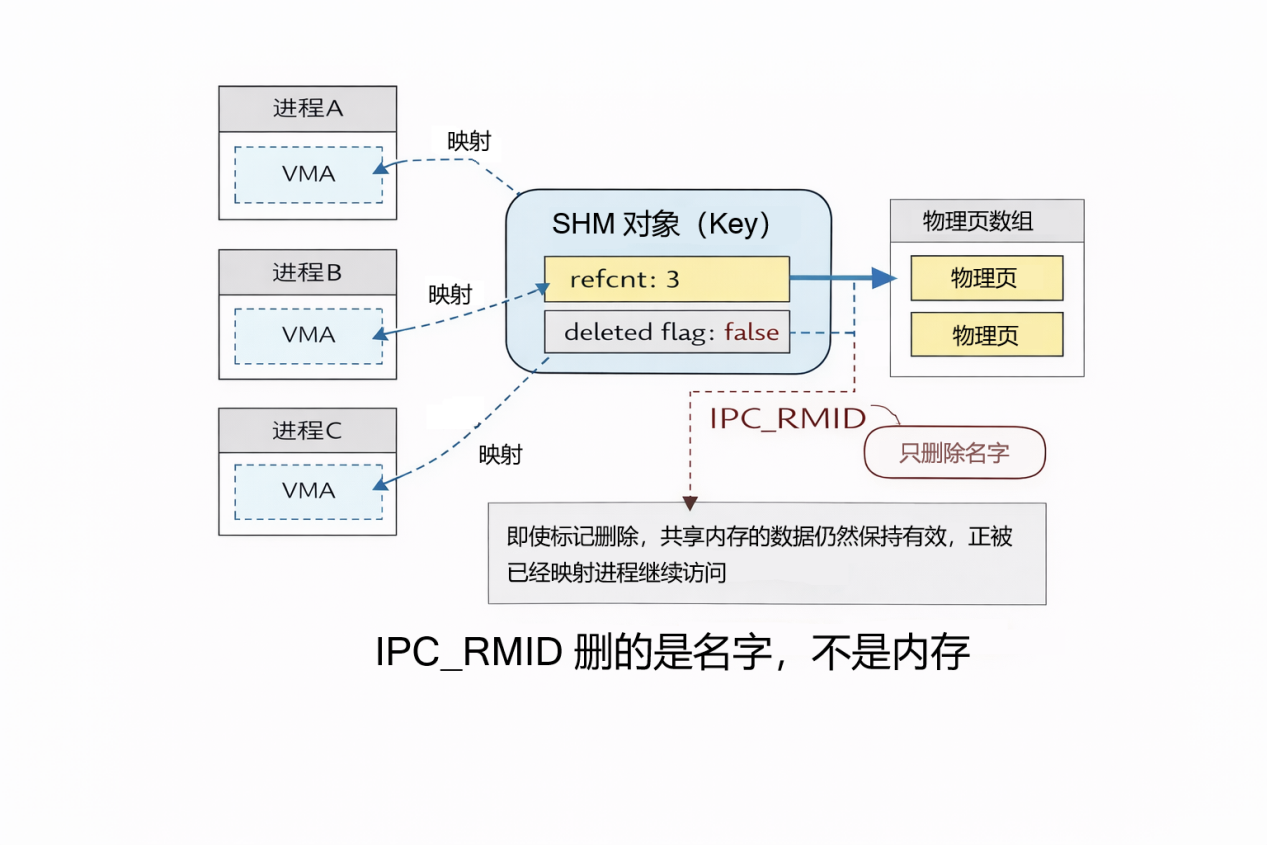 进程A
VMA
映射
进程B
VMA
映射
进程C
VMA
映射
SHM 对象（Key）
refcnt: 3
deleted flag: false
物理页数组
物理页
物理页
IPC_RMID
只删除名字
即使标记删除，共享内存的数据仍然保持有效，正被
已经映射进程继续访问
IPC_RMID 删的是名字，不是内存